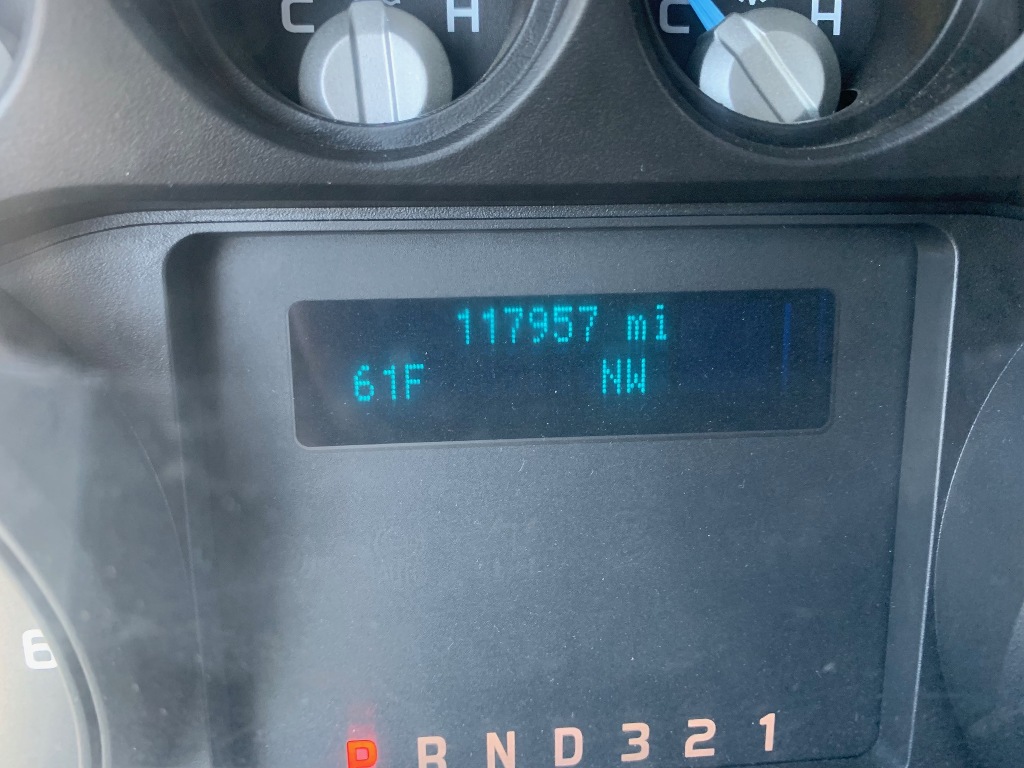 C H C H
117957 mi
61F NW
6
P R N D 3 2 1